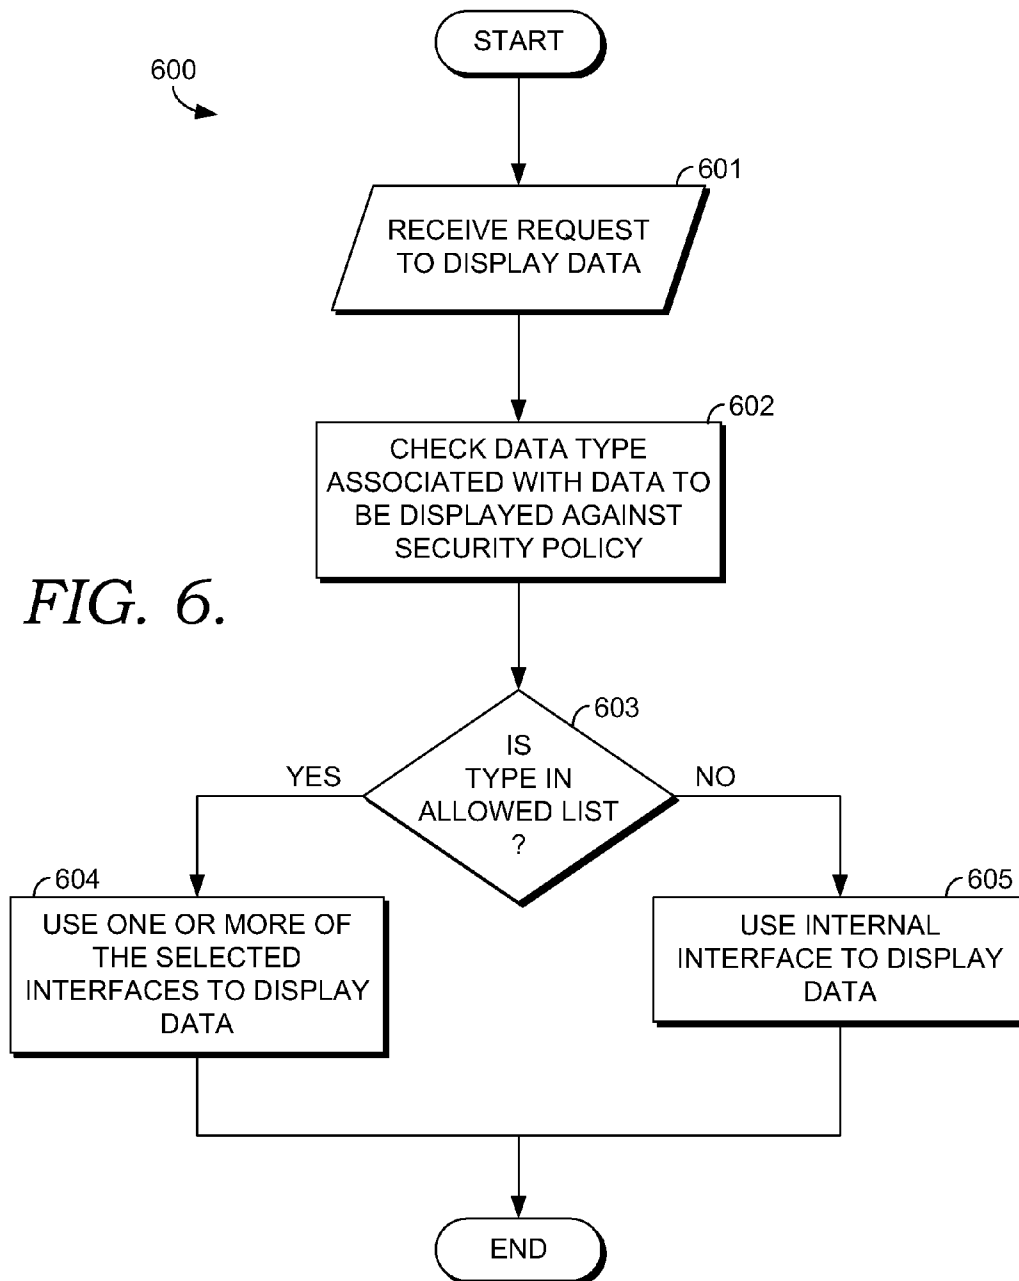 START
600
601
RECEIVE REQUEST
TO DISPLAY DATA
602
CHECK DATA TYPE
ASSOCIATED WITH DATA TO
BE DISPLAYED AGAINST
SECURITY POLICY
FIG. 6.
603
IS
TYPE IN
ALLOWED LIST
?
YES
NO
604
USE ONE OR MORE OF
THE SELECTED
INTERFACES TO DISPLAY
DATA
605
USE INTERNAL
INTERFACE TO DISPLAY
DATA
END